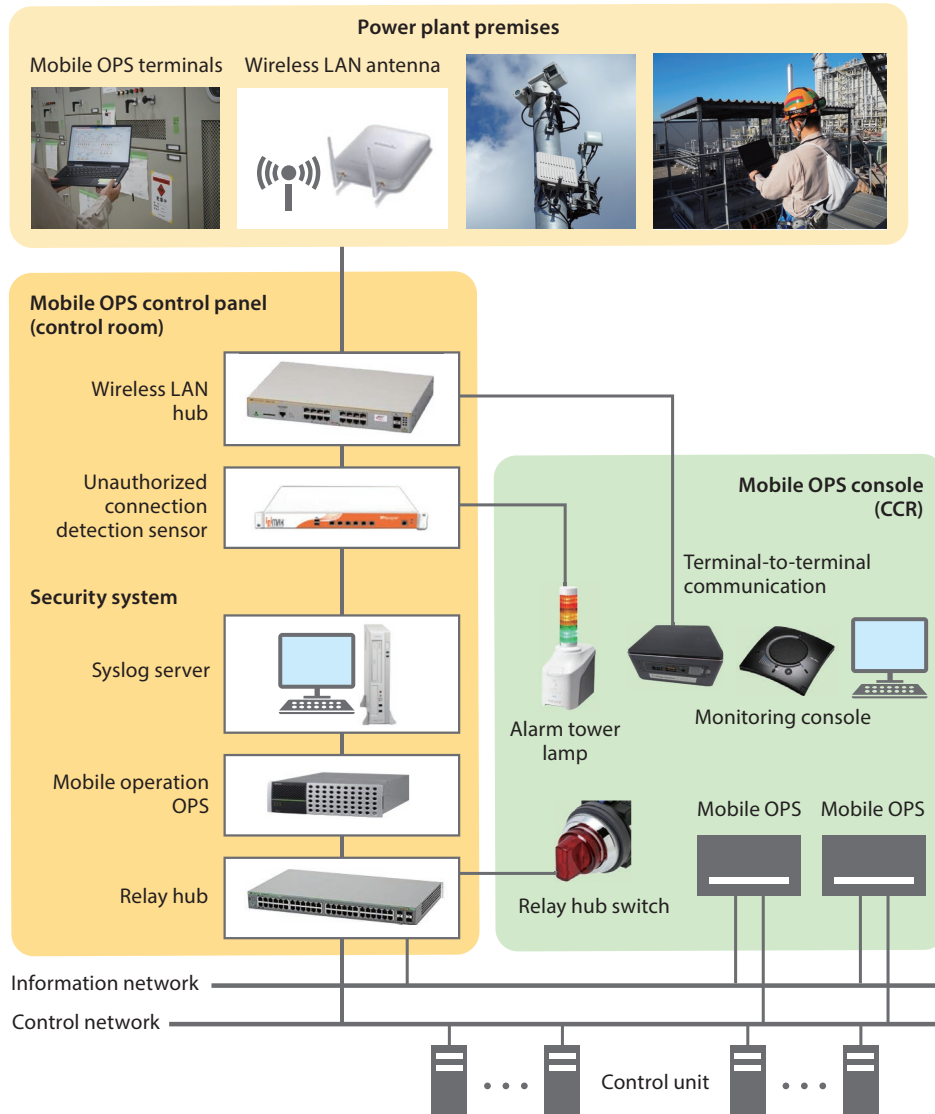 Power plant premises
Mobile OPS terminals
Wireless LAN antenna
Mobile OPS control panel
(control room)
Wireless LAN
hub
Unauthorized
connection
detection sensor
Security system
Syslog server
Mobile operation
OPS
Relay hub
Mobile OPS console
(CCR)
Terminal-to-terminal
communication
Monitoring console
Alarm tower
lamp
Relay hub switch
Mobile OPS
Mobile OPS
Information network
Control network
Control unit